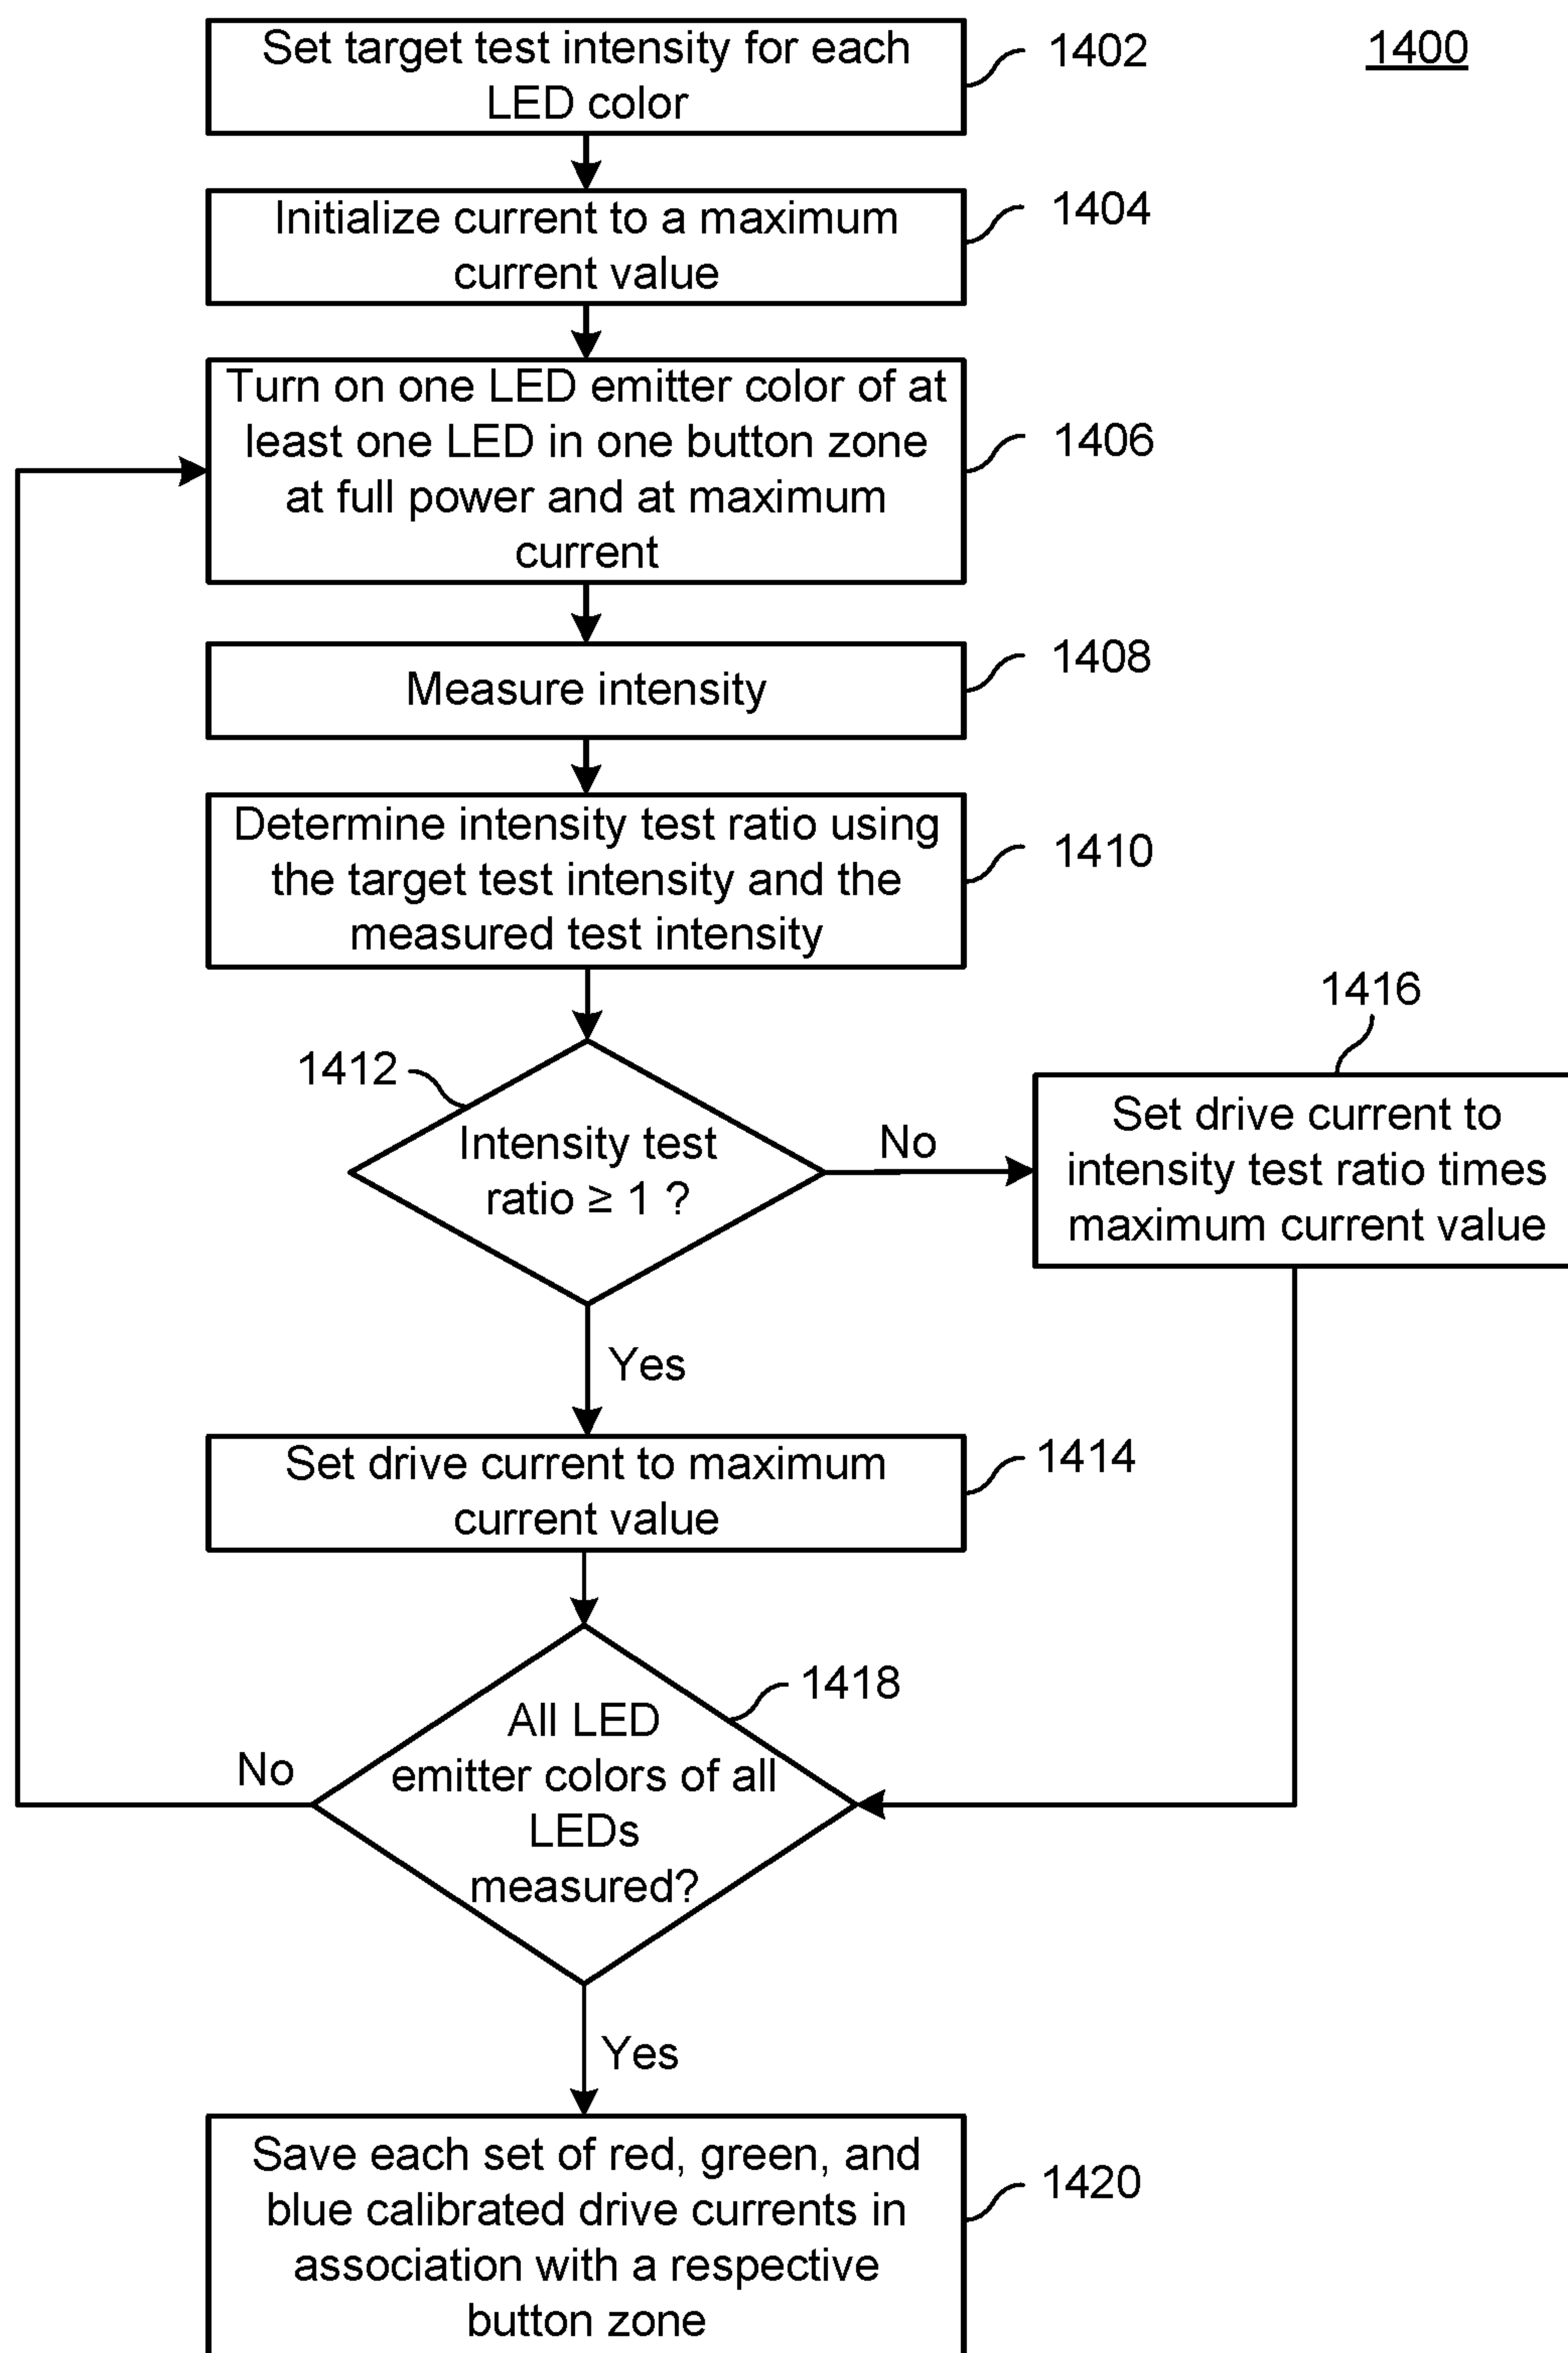 1400
Set target test intensity for each
LED color
1402
Initialize current to a maximum
current value
1404
Turn on one LED emitter color of at
least one LED in one button zone
at full power and at maximum
current
1406
Measure intensity
1408
Determine intensity test ratio using
the target test intensity and the
measured test intensity
1410
1412
Intensity test
ratio ≥ 1 ?
No
1416
Set drive current to
intensity test ratio times
maximum current value
Yes
Set drive current to maximum
current value
1414
1418
All LED
emitter colors of all
LEDs
measured?
No
Yes
Save each set of red, green, and
blue calibrated drive currents in
association with a respective
button zone
1420